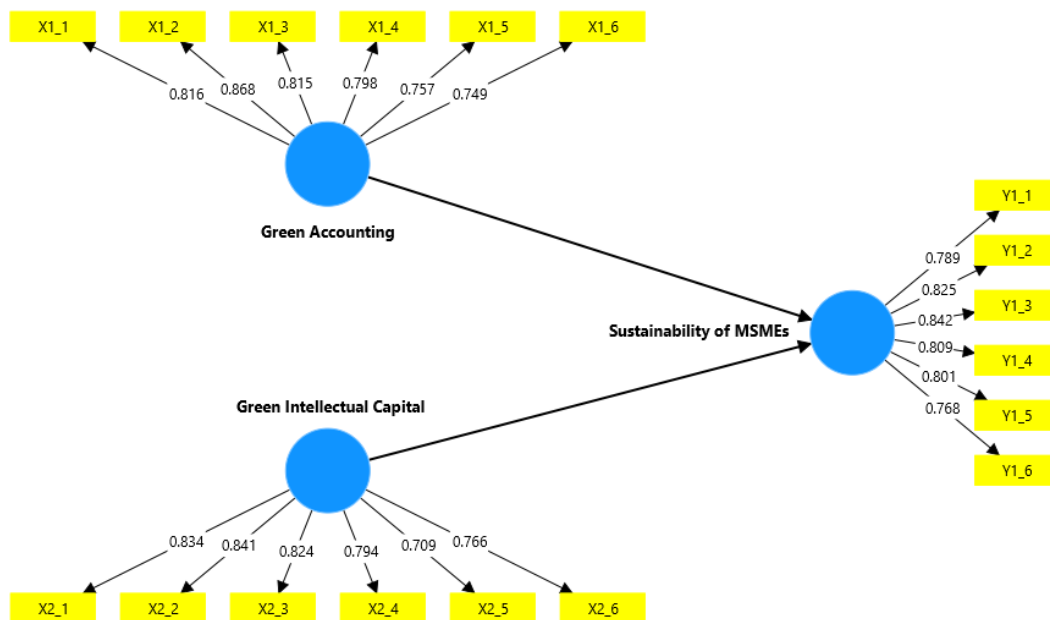 X1_1 X1_2 X1_3 X1_4 X1_5 X1_6
0.816 0.868 0.815 0.798 0.757 0.749
Green Accounting
Y1_1
0.789
Y1_2
0.825
Y1_3
0.842
Sustainability of MSMEs
0.809
Y1_4
0.801
Y1_5
0.768
Y1_6
Green Intellectual Capital
0.834 0.841 0.824 0.794 0.709 0.766
X2_1 X2_2 X2_3 X2_4 X2_5 X2_6